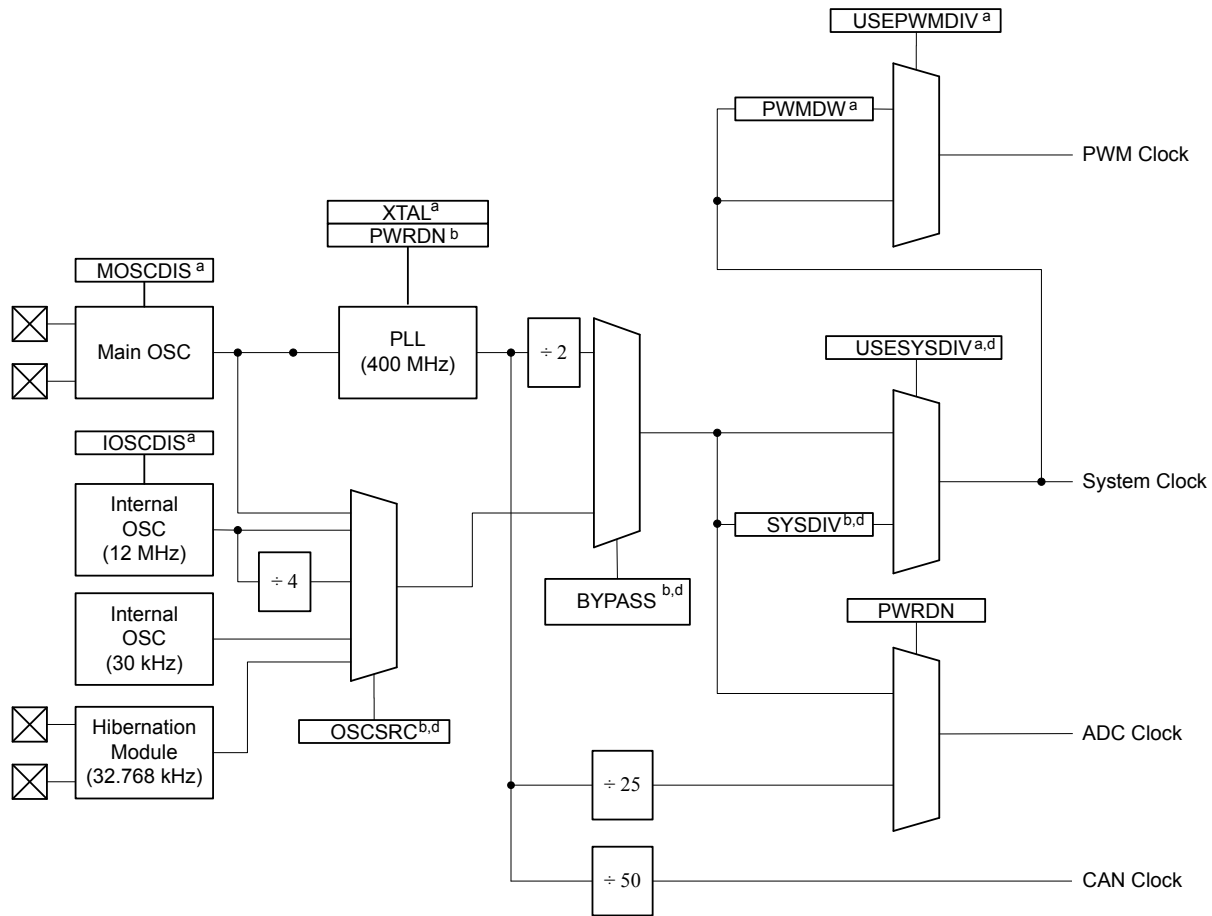 USEPWMDIV a
PWMDW a
PWM Clock
XTAL a
PWRDN b
MOSCDIS a
Main OSC
PLL
(400 MHz)
÷ 2
USESYSDIV a,d
IOSCDIS a
Internal
OSC
(12 MHz)
÷ 4
System Clock
SYSDIV b,d
BYPASS b,d
Internal
OSC
(30 kHz)
PWRDN
Hibernation
Module
(32.768 kHz)
OSCSRC b,d
ADC Clock
÷ 25
÷ 50
CAN Clock